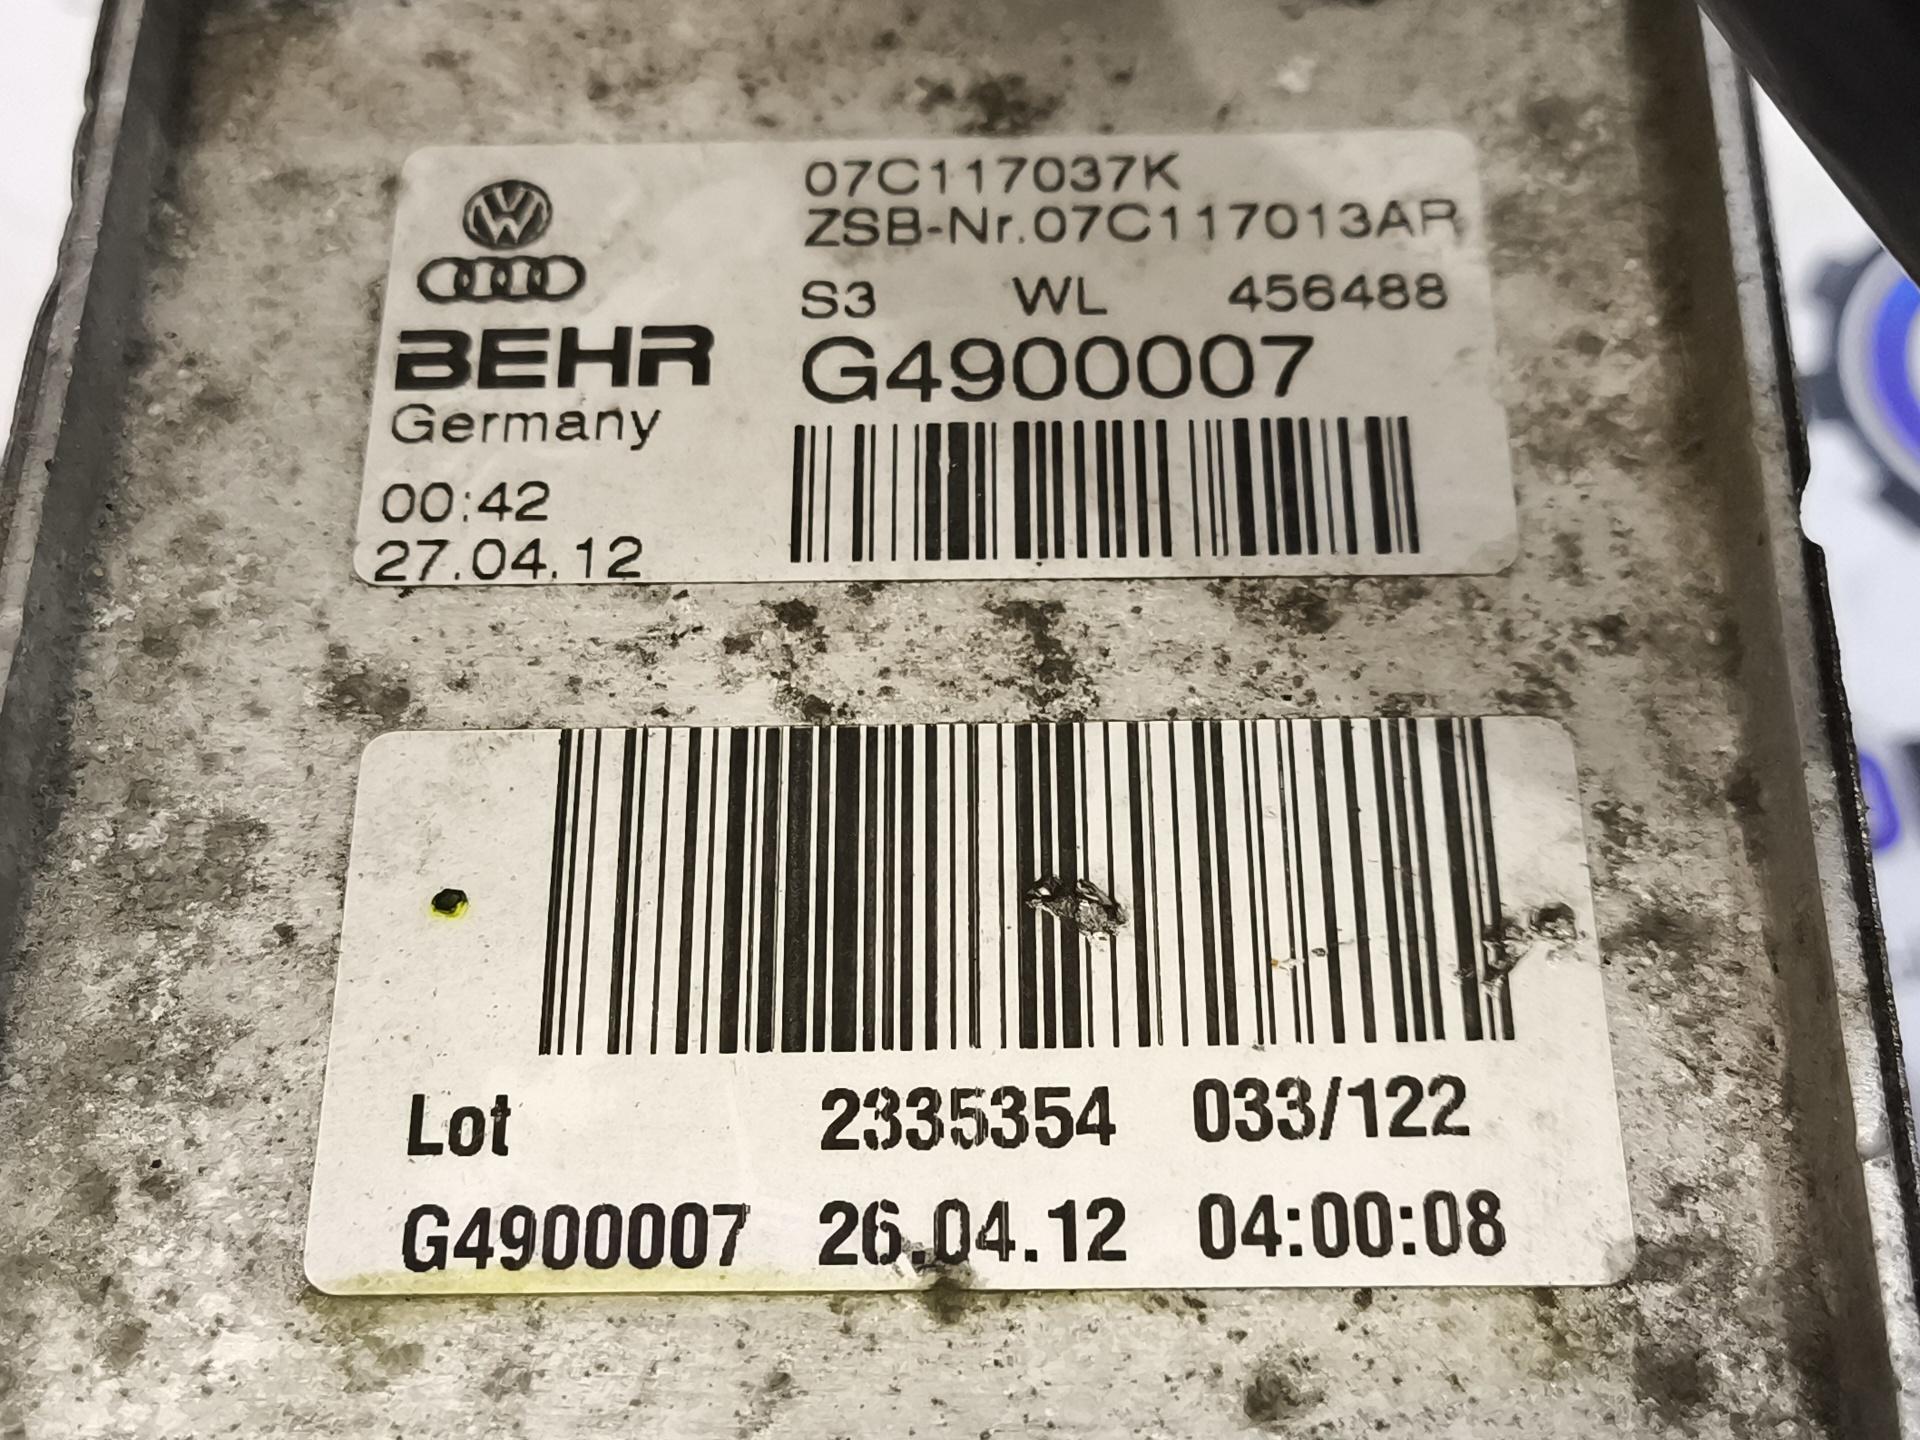 07C117037K
ZSB-Nr.07C117013AR
S3 WL 456488
G4900007
BEHR
Germany
00:42
27.04.12
Lot 2335354 033/122
G4900007 26.04.12 04:00:08